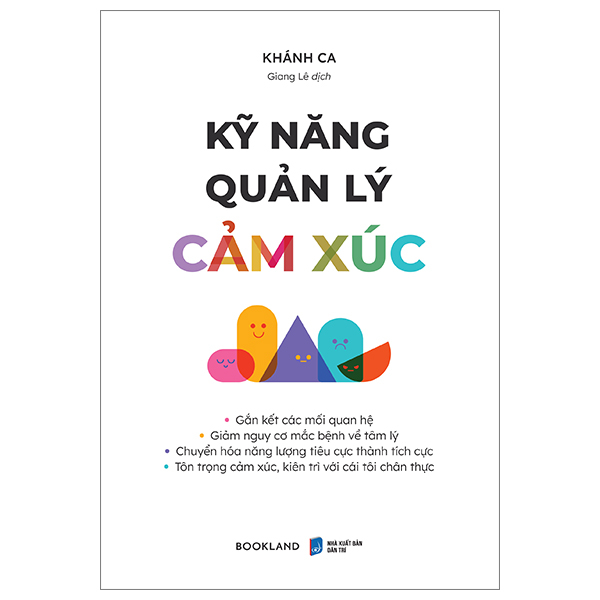 KHÁNH CA
Giang Lê dịch
KỸ NĂNG
QUẢN LÝ
CẢM XÚC
• Gắn kết các mối quan hệ
• Giảm nguy cơ mắc bệnh về tâm lý
• Chuyển hóa năng lượng tiêu cực thành tích cực
• Tôn trọng cảm xúc, kiên trì với cái tôi chân thực
BOOKLAND
NHÀ XUẤT BẢN
DÂN TRÍ